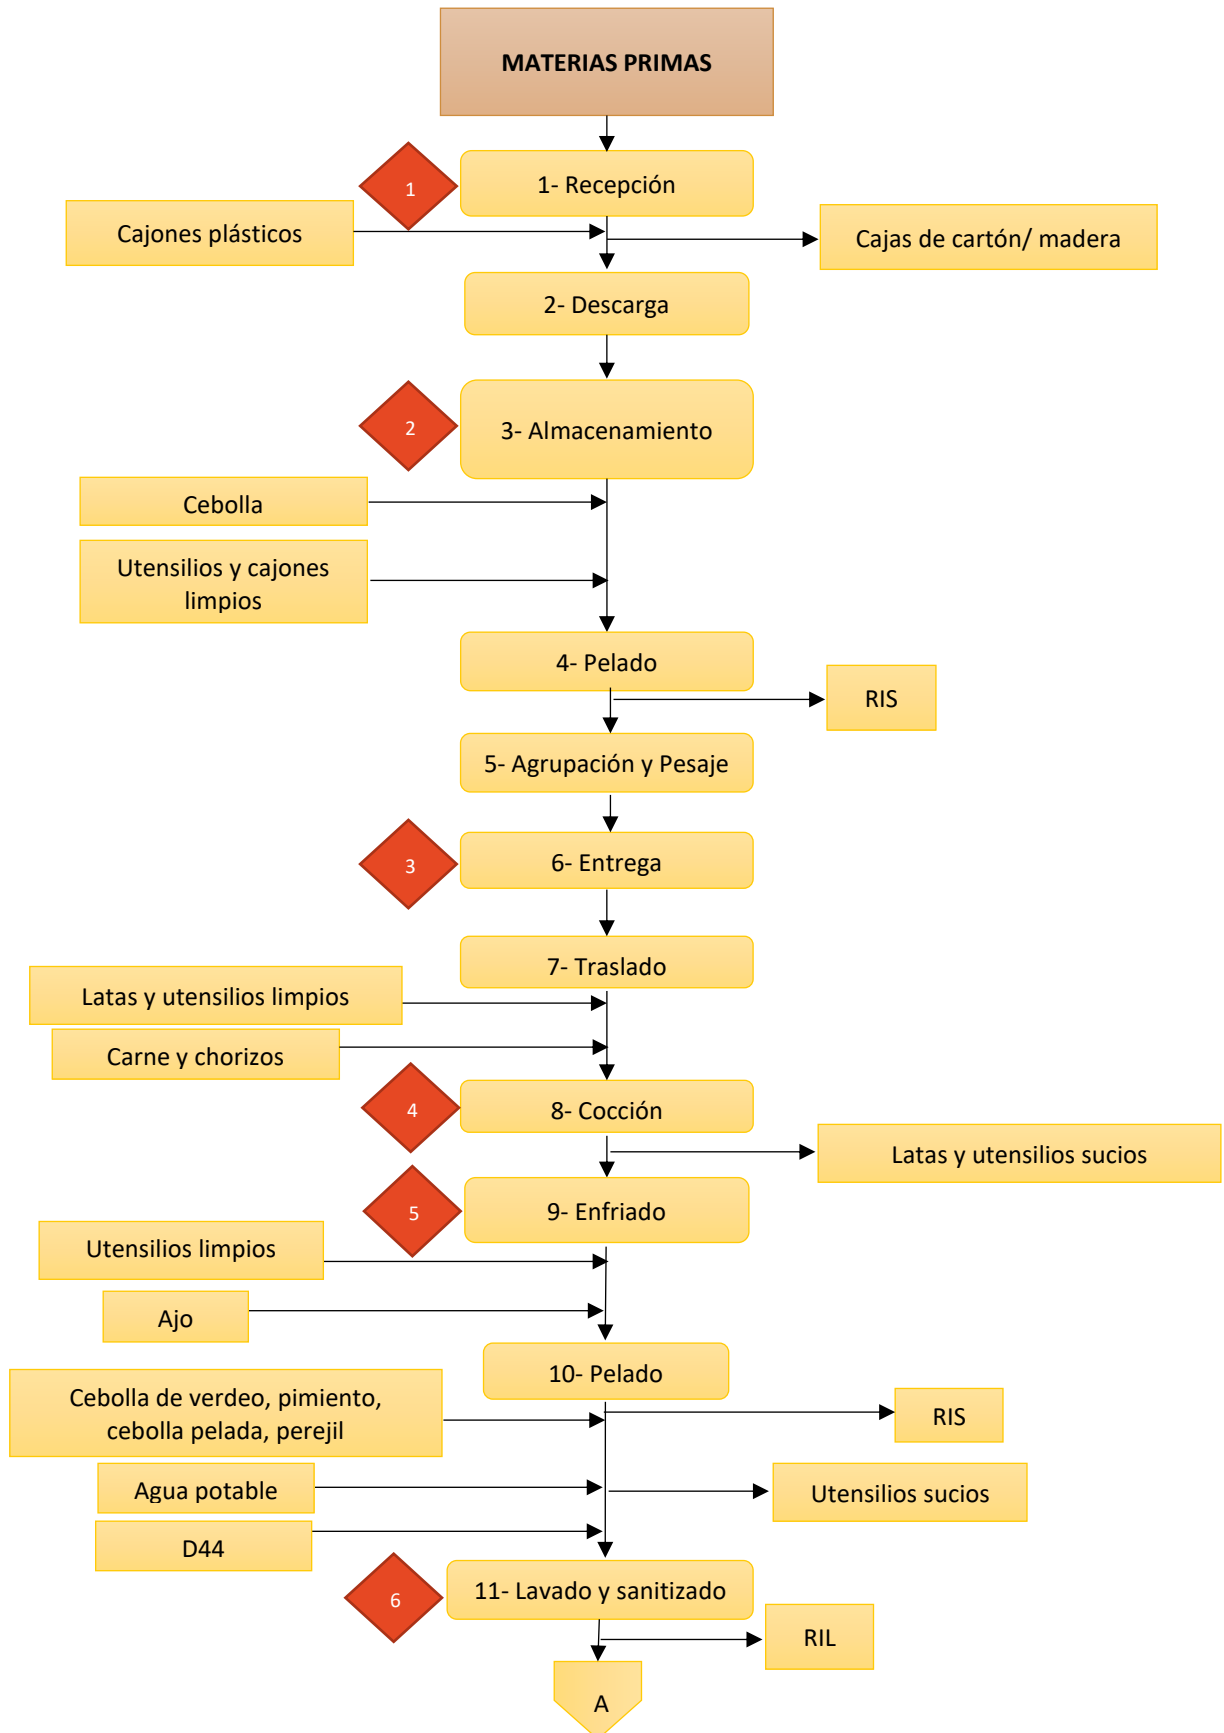 MATERIAS PRIMAS
1
1- Recepción
Cajones plásticos
Cajas de cartón/ madera
2- Descarga
2
3- Almacenamiento
Cebolla
Utensilios y cajones
limpios
4- Pelado
RIS
5- Agrupación y Pesaje
3
6- Entrega
7- Traslado
Latas y utensilios limpios
Carne y chorizos
4
8- Cocción
Latas y utensilios sucios
5
9- Enfriado
Utensilios limpios
Ajo
10- Pelado
Cebolla de verdeo, pimiento,
cebolla pelada, perejil
RIS
Agua potable
Utensilios sucios
D44
6
11- Lavado y sanitizado
RIL
A